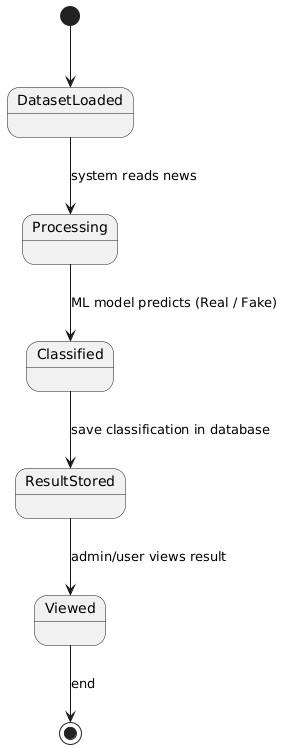 DatasetLoaded
system reads news
Processing
ML model predicts (Real / Fake)
Classified
save classification in database
ResultStored
admin/user views result
Viewed
end